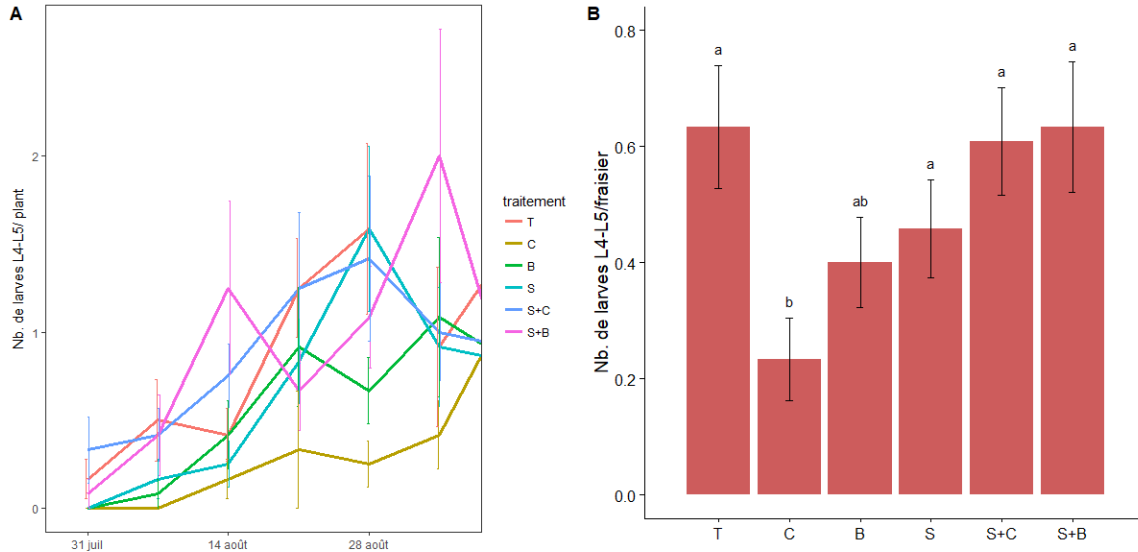 A
Nb. de larves L4-L5/ plant
2
1
0
31 juil
14 août
28 août
traitement
T
C
B
S
S+C
S+B
B
Nb. de larves L4-L5/fraisier
0.8
0.6
0.4
0.2
0.0
a
b
ab
a
a
a
T
C
B
S
S+C
S+B